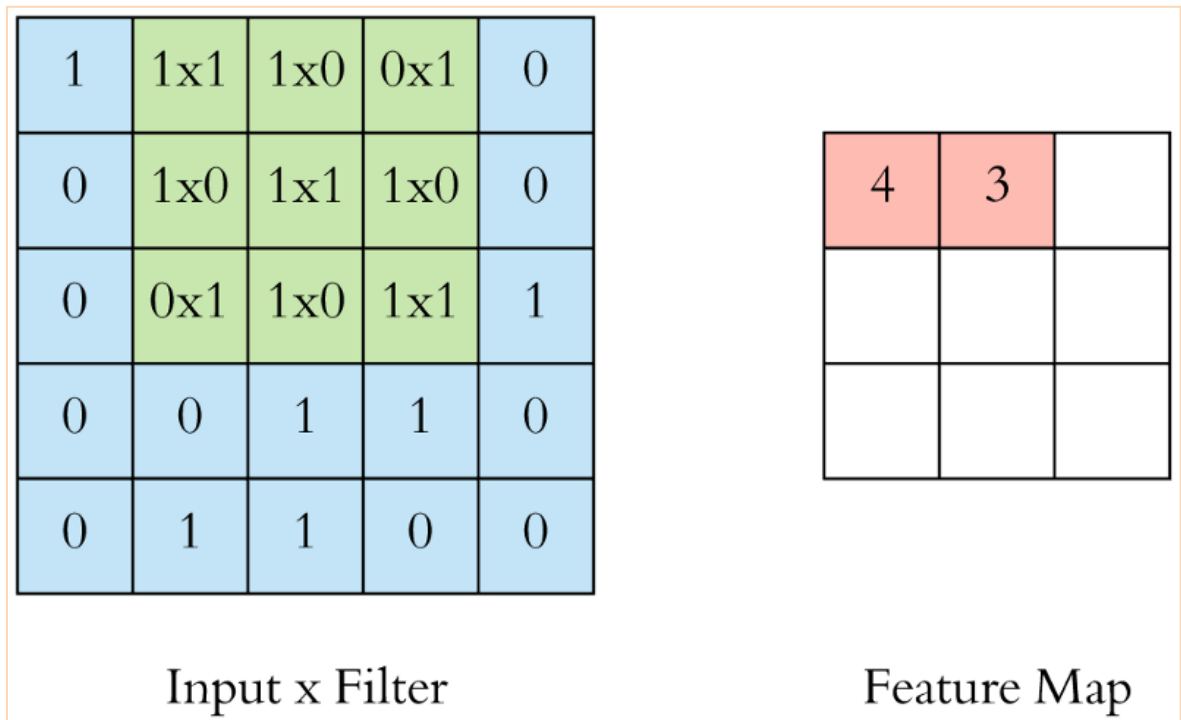 1 1x1 1x0 0x1 0
0 1x0 1x1 1x0 0 4 3
0 0x1 1x0 1x1 1
0 0 1 1 0
0 1 1 0 0
Input x Filter Feature Map